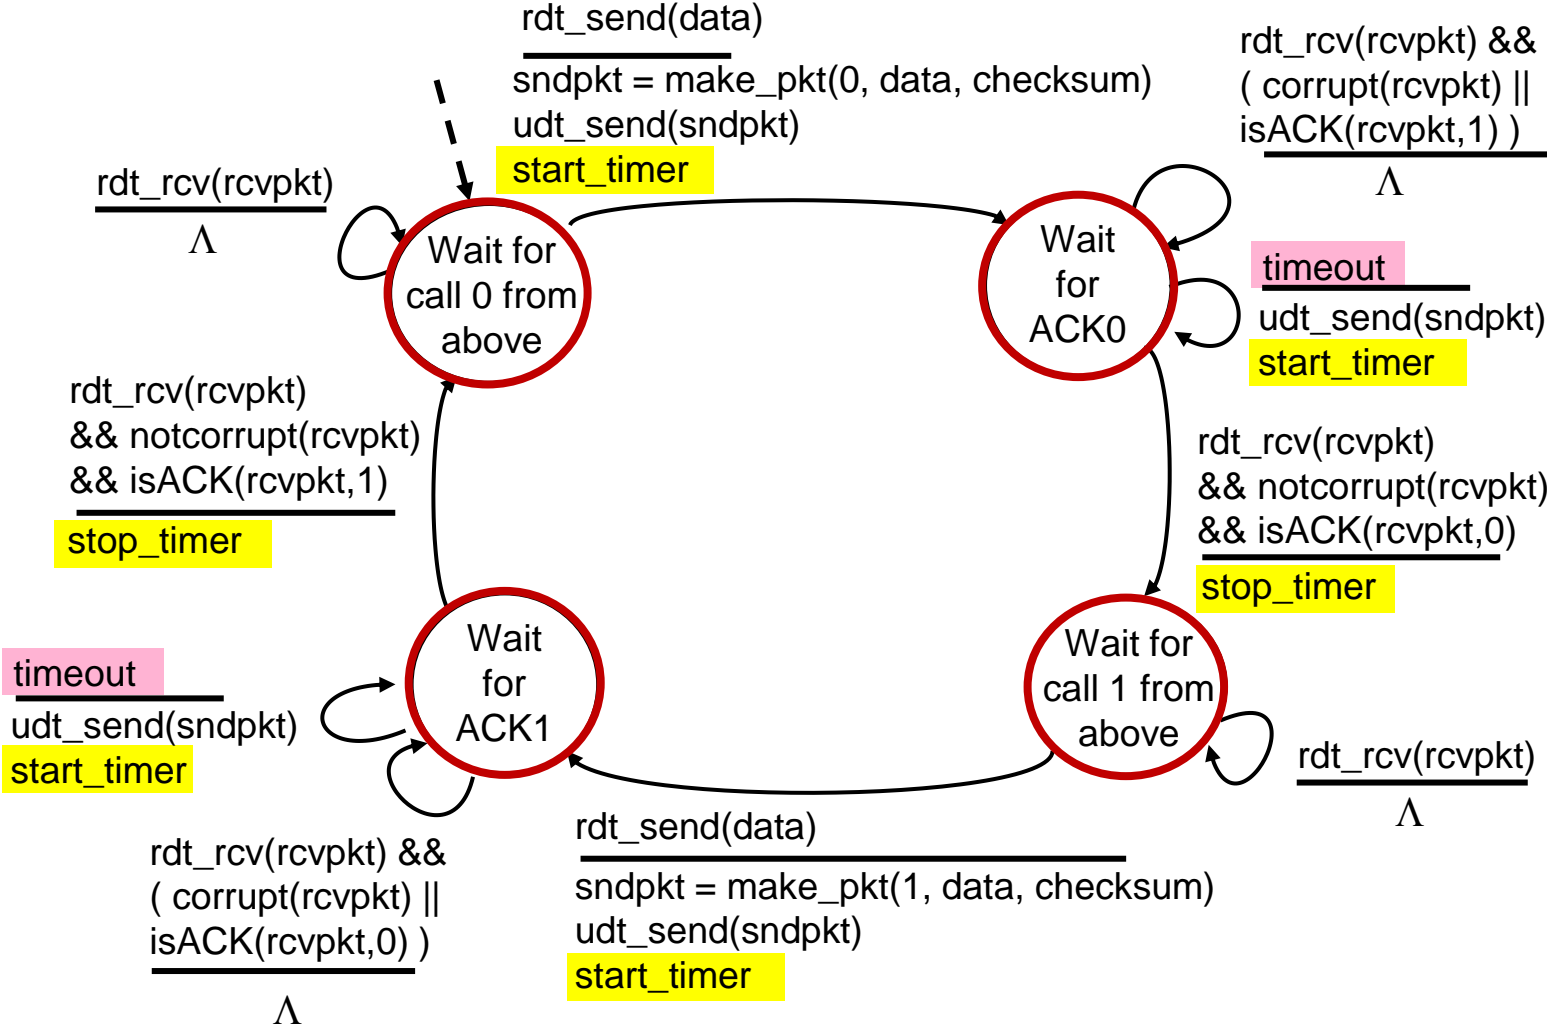 rdt_send(data)
sndpkt = make_pkt(0, data, checksum)
udt_send(sndpkt)
start_timer
rdt_rcv(rcvpkt) &&
( corrupt(rcvpkt) ||
isACK(rcvpkt,1) )
Λ
rdt_rcv(rcvpkt)
Λ
Wait for
call 0 from
above
Wait
for
ACK0
timeout
udt_send(sndpkt)
start_timer
rdt_rcv(rcvpkt)
&& notcorrupt(rcvpkt)
&& isACK(rcvpkt,1)
stop_timer
rdt_rcv(rcvpkt)
&& notcorrupt(rcvpkt)
&& isACK(rcvpkt,0)
stop_timer
Wait
for
ACK1
Wait for
call 1 from
above
timeout
udt_send(sndpkt)
start_timer
rdt_rcv(rcvpkt)
Λ
rdt_rcv(rcvpkt) &&
( corrupt(rcvpkt) ||
isACK(rcvpkt,0) )
Λ
rdt_send(data)
sndpkt = make_pkt(1, data, checksum)
udt_send(sndpkt)
start_timer